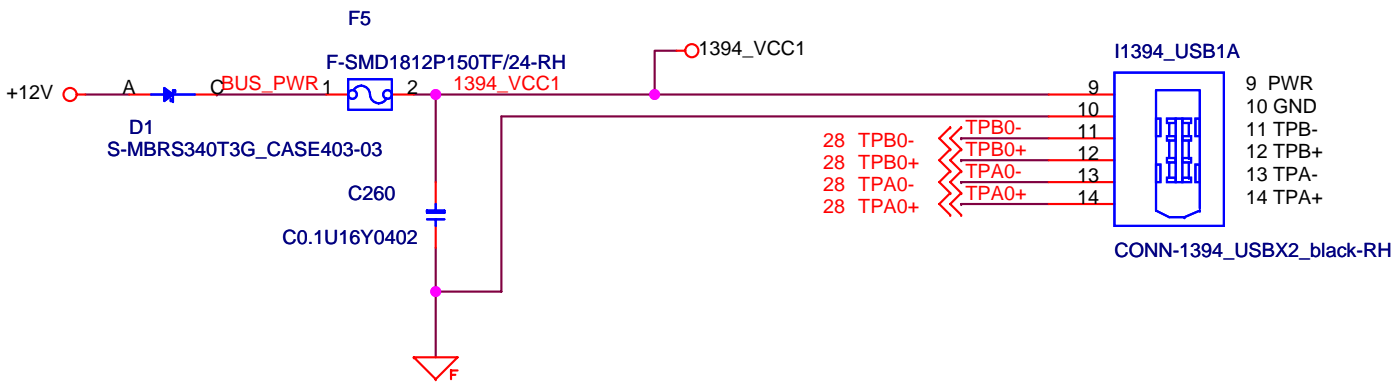 F5
F-SMD1812P150TF/24-RH
1394_VCC1
I1394_USB1A
+12V A C BUS_PWR 1 2 1394_VCC1 9 9 PWR
10 10 GND
D1
S-MBRS340T3G_CASE403-03
28 TPB0- TPB0- 11 11 TPB-
28 TPB0+ TPB0+ 12 12 TPB+
28 TPA0- TPA0- 13 13 TPA-
28 TPA0+ TPA0+ 14 14 TPA+
C260
C0.1U16Y0402
CONN-1394_USBX2_black-RH
F